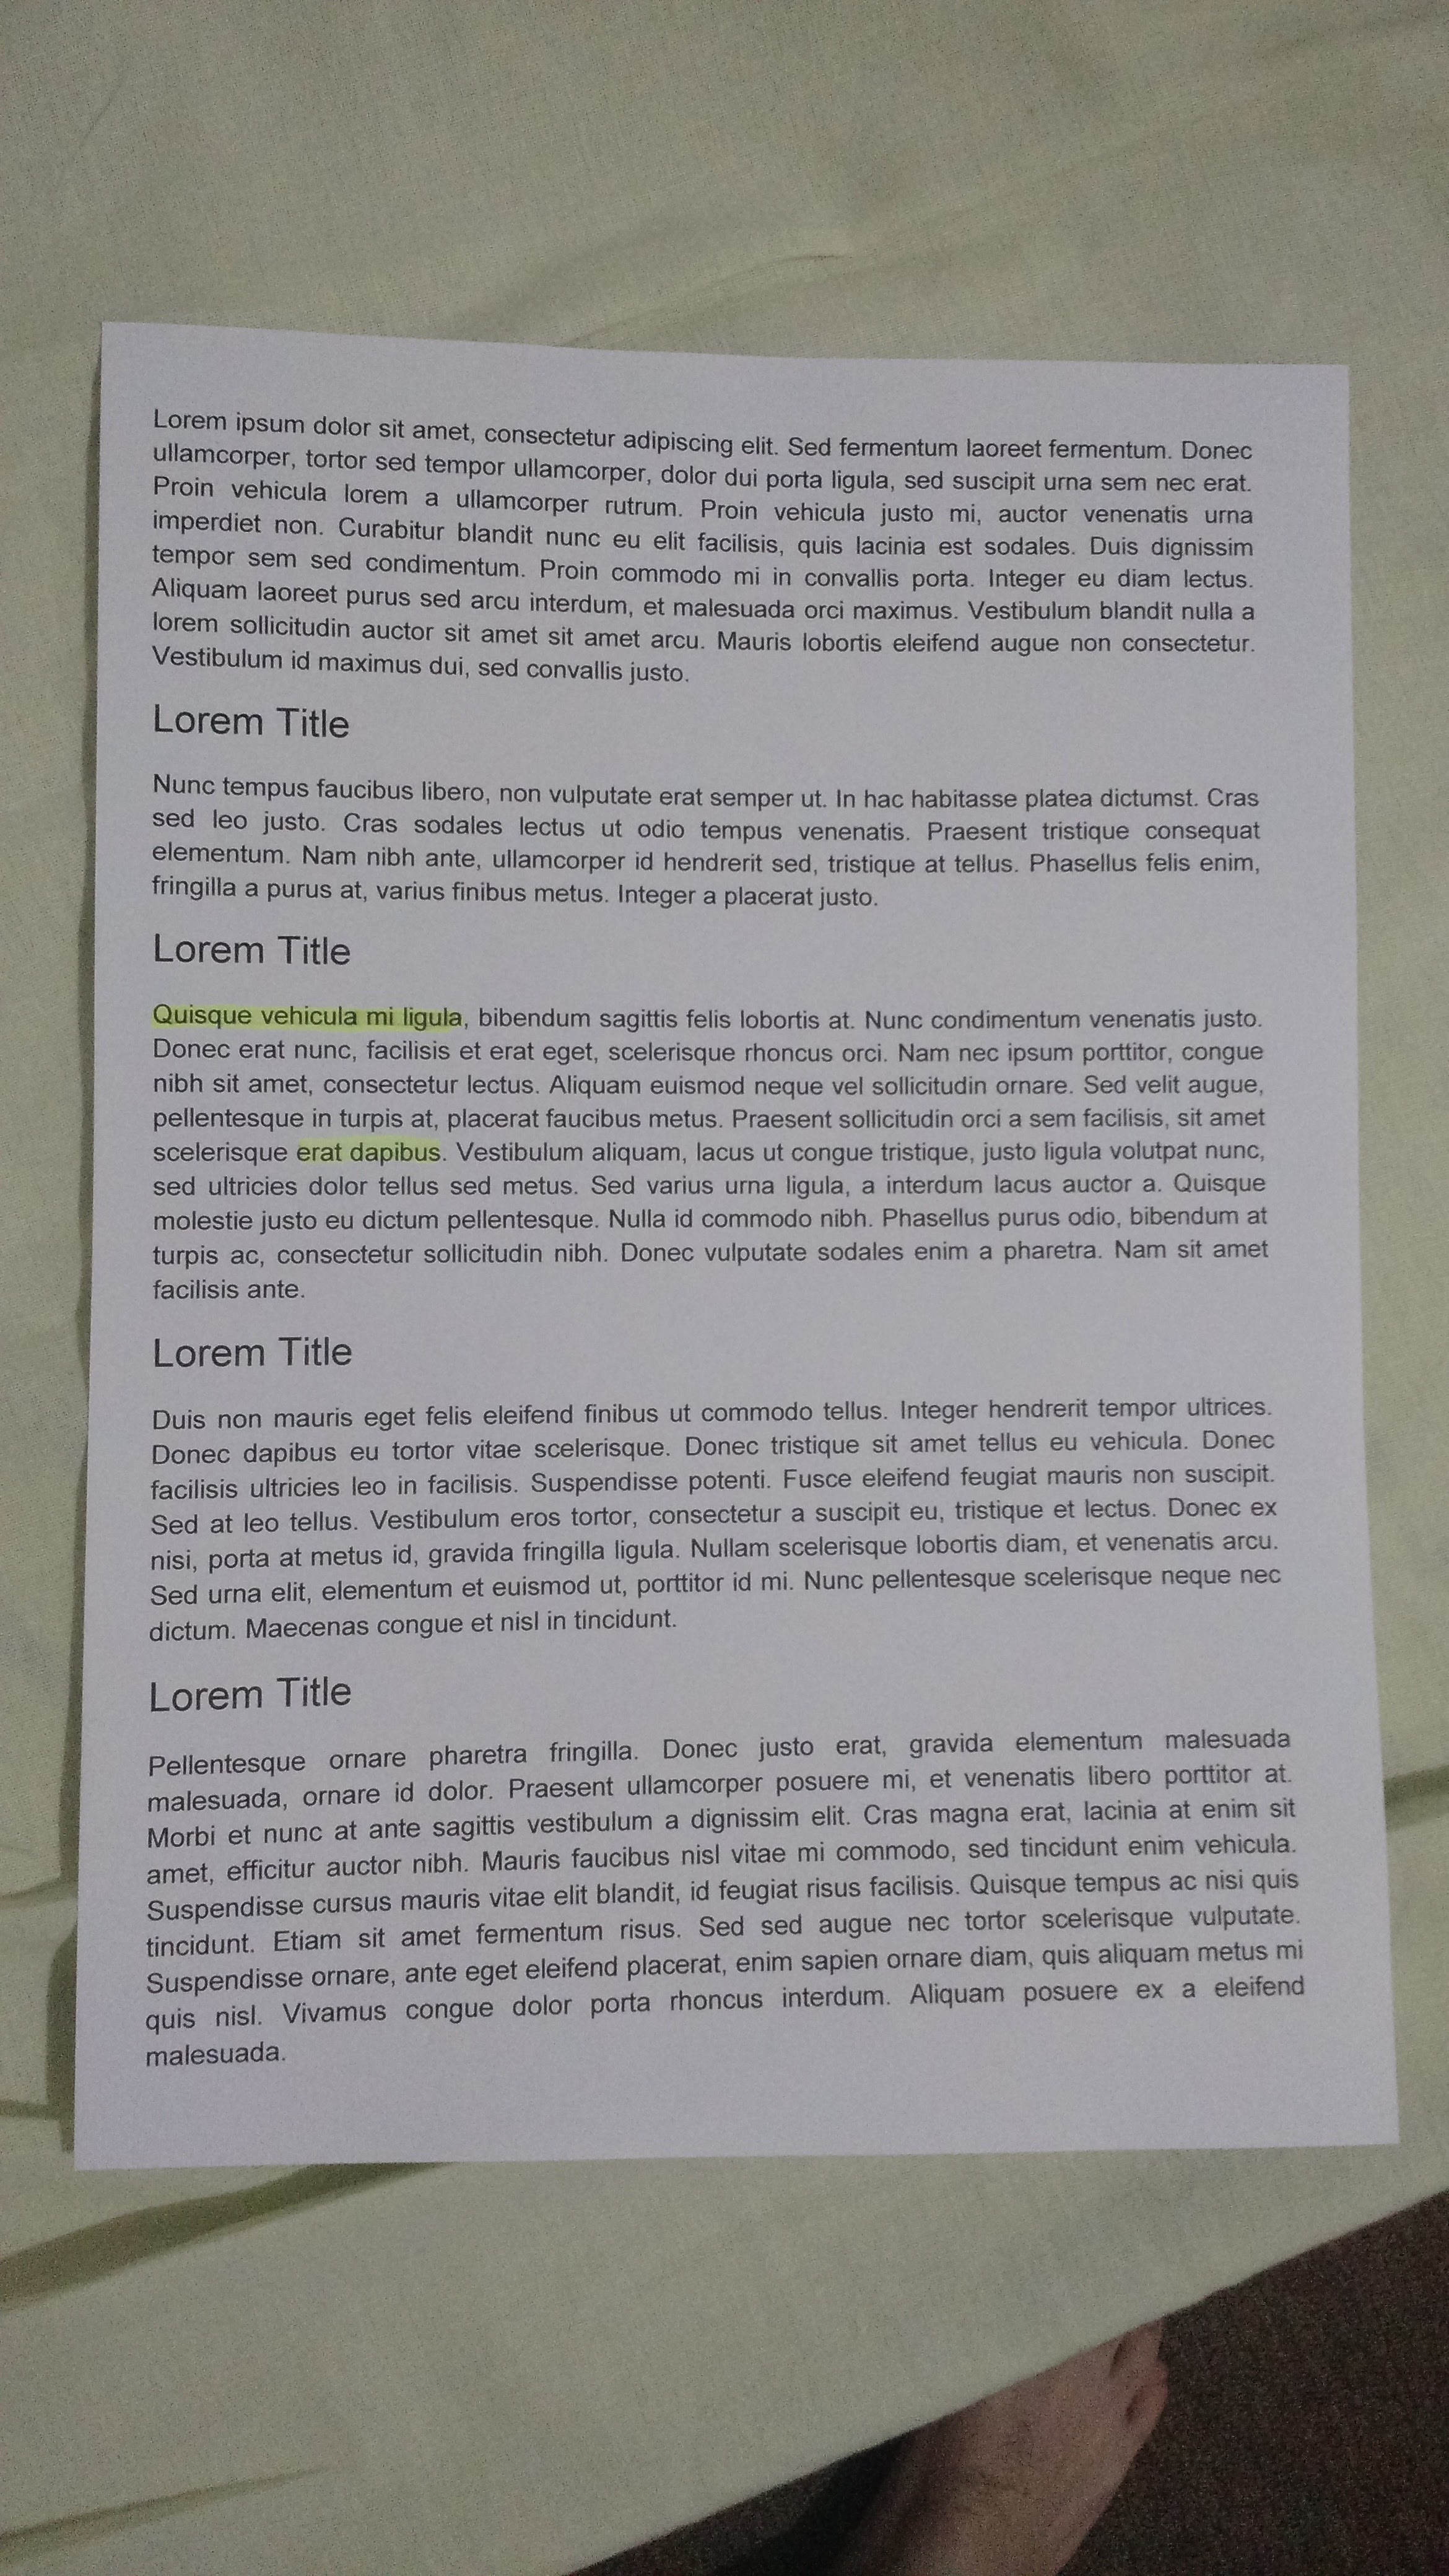 Lorem ipsum dolor sit amet, consectetur adipiscing elit. Sed fermentum laoreet fermentum. Donec
ullamcorper, tortor sed tempor ullamcorper, dolor dui porta ligula, sed suscipit urna sem nec erat.
Proin vehicula lorem a ullamcorper rutrum. Proin vehicula justo mi, auctor venenatis urna
imperdiet non. Curabitur blandit nunc eu elit facilisis, quis lacinia est sodales. Duis dignissim
tempor sem sed condimentum. Proin commodo mi in convallis porta. Integer eu diam lectus.
Aliquam laoreet purus sed arcu interdum, et malesuada orci maximus. Vestibulum blandit nulla a
lorem sollicitudin auctor sit amet sit amet arcu. Mauris lobortis eleifend augue non consectetur.
Vestibulum id maximus dui, sed convallis justo.
Lorem Title
Nunc tempus faucibus libero, non vulputate erat semper ut. In hac habitasse platea dictumst. Cras
sed leo justo. Cras sodales lectus ut odio tempus venenatis. Praesent tristique consequat
elementum. Nam nibh ante, ullamcorper id hendrerit sed, tristique at tellus. Phasellus felis enim,
fringilla a purus at, varius finibus metus. Integer a placerat justo.
Lorem Title
Quisque vehicula mi ligula, bibendum sagittis felis lobortis at. Nunc condimentum venenatis justo.
Donec erat nunc, facilisis et erat eget, scelerisque rhoncus orci. Nam nec ipsum porttitor, congue
nibh sit amet, consectetur lectus. Aliquam euismod neque vel sollicitudin ornare. Sed velit augue,
pellentesque in turpis at, placerat faucibus metus. Praesent sollicitudin orci a sem facilisis, sit amet
scelerisque erat dapibus. Vestibulum aliquam, lacus ut congue tristique, justo ligula volutpat nunc,
sed ultricies dolor tellus sed metus. Sed varius urna ligula, a interdum lacus auctor a. Quisque
molestie justo eu dictum pellentesque. Nulla id commodo nibh. Phasellus purus odio, bibendum at
turpis ac, consectetur sollicitudin nibh. Donec vulputate sodales enim a pharetra. Nam sit amet
facilisis ante.
Lorem Title
Duis non mauris eget felis eleifend finibus ut commodo tellus. Integer hendrerit tempor ultrices.
Donec dapibus eu tortor vitae scelerisque. Donec tristique sit amet tellus eu vehicula. Donec
facilisis ultricies leo in facilisis. Suspendisse potenti. Fusce eleifend feugiat mauris non suscipit.
Sed at leo tellus. Vestibulum eros tortor, consectetur a suscipit eu, tristique et lectus. Donec ex
nisi, porta at metus id, gravida fringilla ligula. Nullam scelerisque lobortis diam, et venenatis arcu.
Sed urna elit, elementum et euismod ut, porttitor id mi. Nunc pellentesque scelerisque neque nec
dictum. Maecenas congue et nisl in tincidunt.
Lorem Title
Pellentesque ornare pharetra fringilla. Donec justo erat, gravida elementum malesuada
malesuada, ornare id dolor. Praesent ullamcorper posuere mi, et venenatis libero porttitor at.
Morbi et nunc at ante sagittis vestibulum a dignissim elit. Cras magna erat, lacinia at enim sit
amet, efficitur auctor nibh. Mauris faucibus nisl vitae mi commodo, sed tincidunt enim vehicula.
Suspendisse cursus mauris vitae elit blandit, id feugiat risus facilisis. Quisque tempus ac nisi quis
tincidunt. Etiam sit amet fermentum risus. Sed sed augue nec tortor scelerisque vulputate.
Suspendisse ornare, ante eget eleifend placerat, enim sapien ornare diam, quis aliquam metus mi
quis nisl. Vivamus congue dolor porta rhoncus interdum. Aliquam posuere ex a eleifend
malesuada.